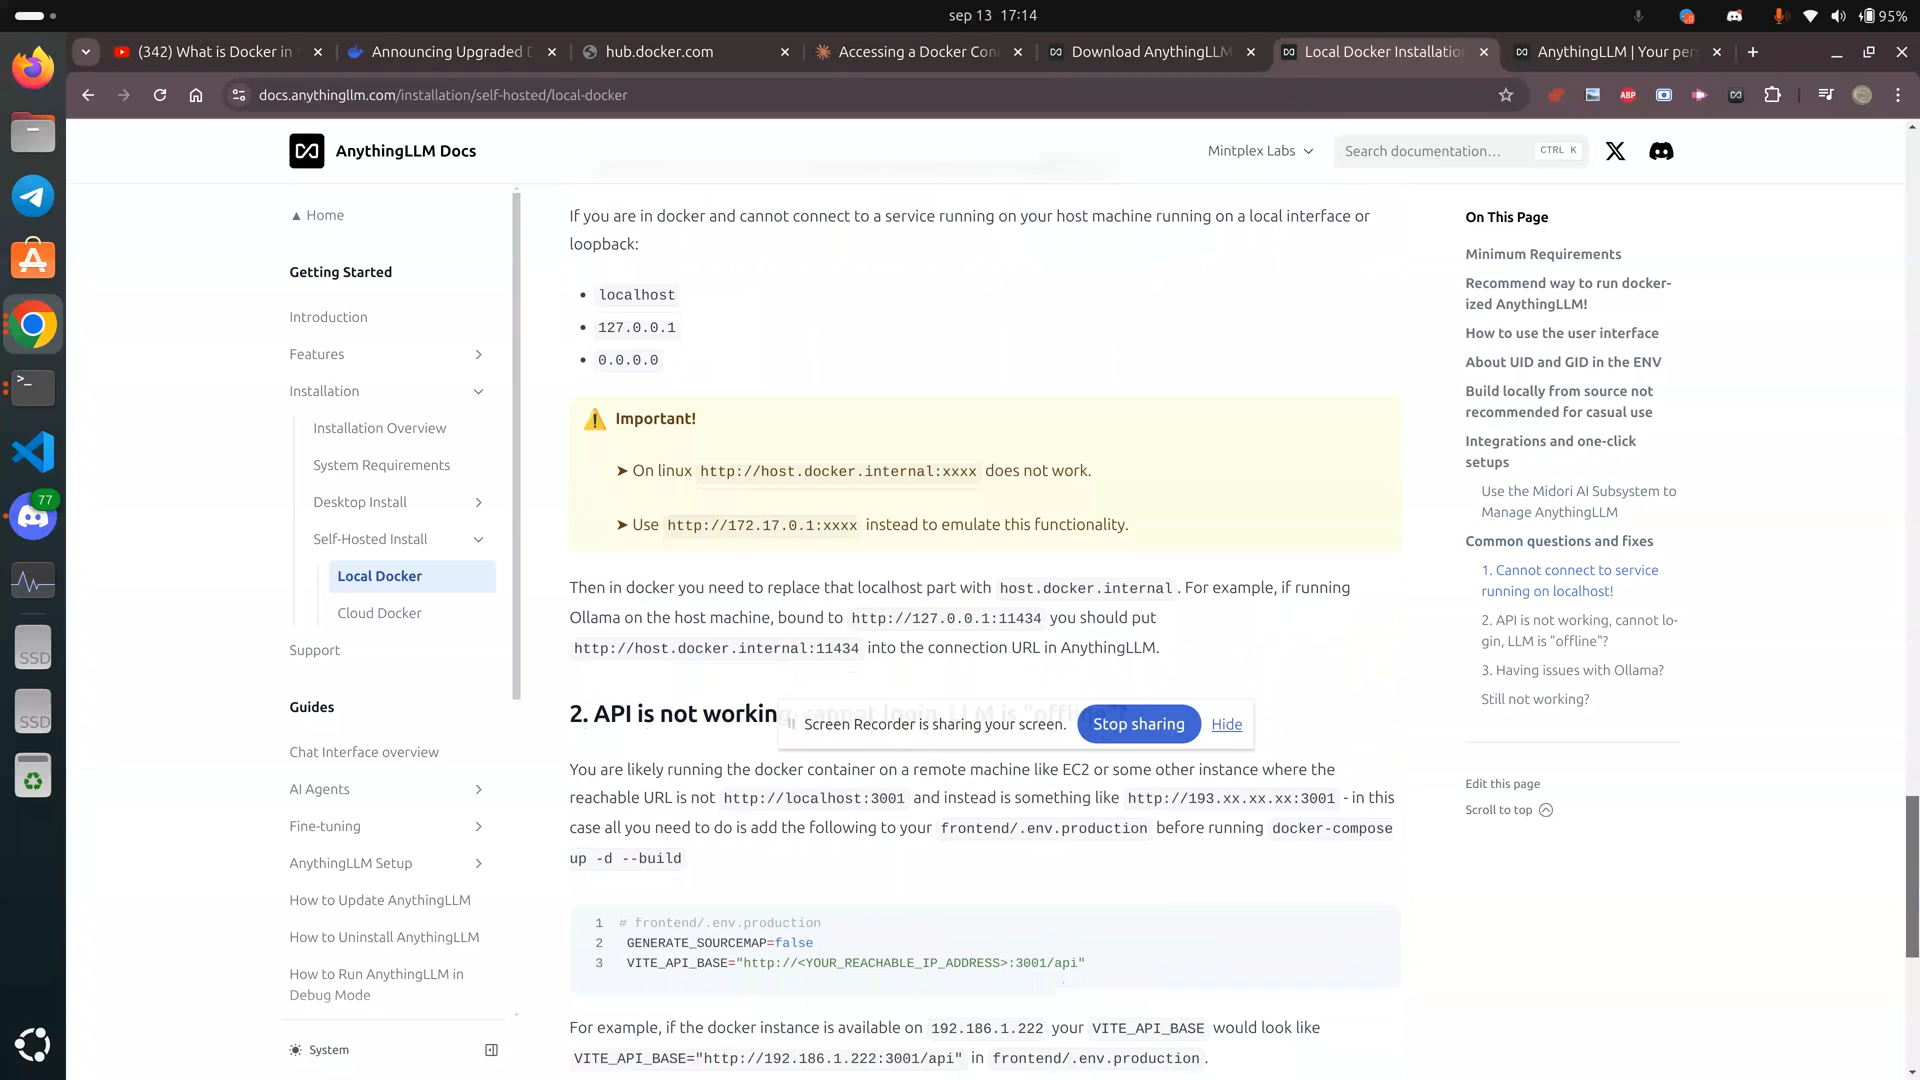 sep 13 17:14
95%
(342) What is Docker in
Announcing Upgraded D
hub.docker.com
Accessing a Docker Con
Download AnythingLLM
Local Docker Installatio
AnythingLLM | Your per
docs.anythingllm.com/installation/self-hosted/local-docker
ABP
AnythingLLM Docs
Mintplex Labs
Search documentation…
CTRL K
▲ Home
Getting Started
Introduction
Features
Installation
Installation Overview
System Requirements
Desktop Install
Self-Hosted Install
Local Docker
Cloud Docker
Support
Guides
Chat Interface overview
AI Agents
Fine-tuning
AnythingLLM Setup
How to Update AnythingLLM
How to Uninstall AnythingLLM
How to Run AnythingLLM in
Debug Mode
System
77
SSD
SSD
If you are in docker and cannot connect to a service running on your host machine running on a local interface or
loopback:
• localhost
• 127.0.0.1
• 0.0.0.0
Important!
➤ On linux http://host.docker.internal:xxxx does not work.
➤ Use http://172.17.0.1:xxxx instead to emulate this functionality.
Then in docker you need to replace that localhost part with host.docker.internal. For example, if running
Ollama on the host machine, bound to http://127.0.0.1:11434 you should put
http://host.docker.internal:11434 into the connection URL in AnythingLLM.
2. API is not working, cannot login, LLM is "offline"?
Screen Recorder is sharing your screen.
Stop sharing
Hide
You are likely running the docker container on a remote machine like EC2 or some other instance where the
reachable URL is not http://localhost:3001 and instead is something like http://193.xx.xx.xx:3001 - in this
case all you need to do is add the following to your frontend/.env.production before running docker-compose
up -d --build
1 # frontend/.env.production
2 GENERATE_SOURCEMAP=false
3 VITE_API_BASE="http://<YOUR_REACHABLE_IP_ADDRESS>:3001/api"
For example, if the docker instance is available on 192.186.1.222 your VITE_API_BASE would look like
VITE_API_BASE="http://192.186.1.222:3001/api" in frontend/.env.production.
On This Page
Minimum Requirements
Recommend way to run docker-
ized AnythingLLM!
How to use the user interface
About UID and GID in the ENV
Build locally from source not
recommended for casual use
Integrations and one-click
setups
Use the Midori AI Subsystem to
Manage AnythingLLM
Common questions and fixes
1. Cannot connect to service
running on localhost!
2. API is not working, cannot lo-
gin, LLM is "offline"?
3. Having issues with Ollama?
Still not working?
Edit this page
Scroll to top